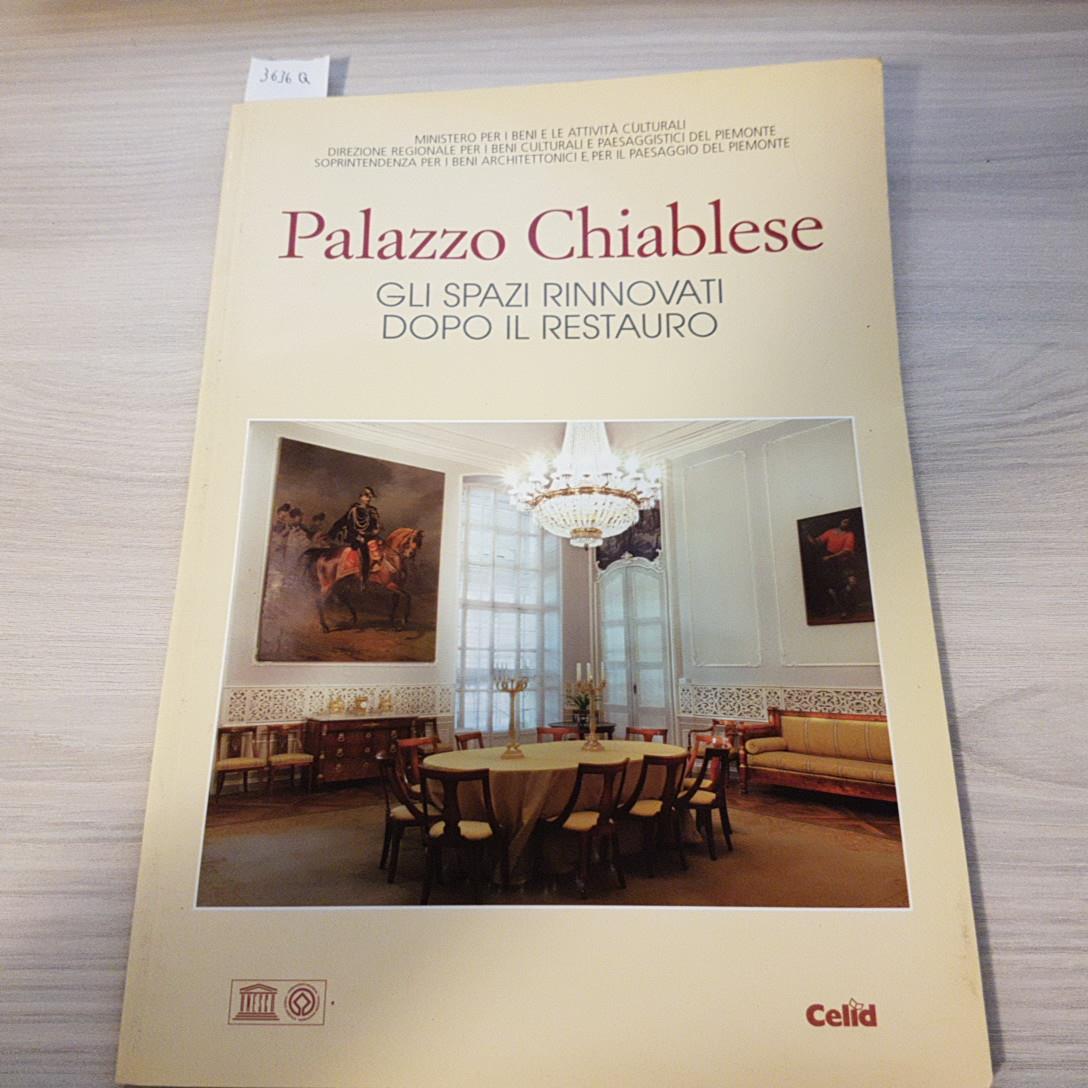 3636 Q
MINISTERO PER I BENI E LE ATTIVITÀ CULTURALI
DIREZIONE REGIONALE PER I BENI CULTURALI E PAESAGGISTICI DEL PIEMONTE
SOPRINTENDENZA PER I BENI ARCHITETTONICI E PER IL PAESAGGIO DEL PIEMONTE
Palazzo Chiablese
GLI SPAZI RINNOVATI
DOPO IL RESTAURO
UNESCO
Celid